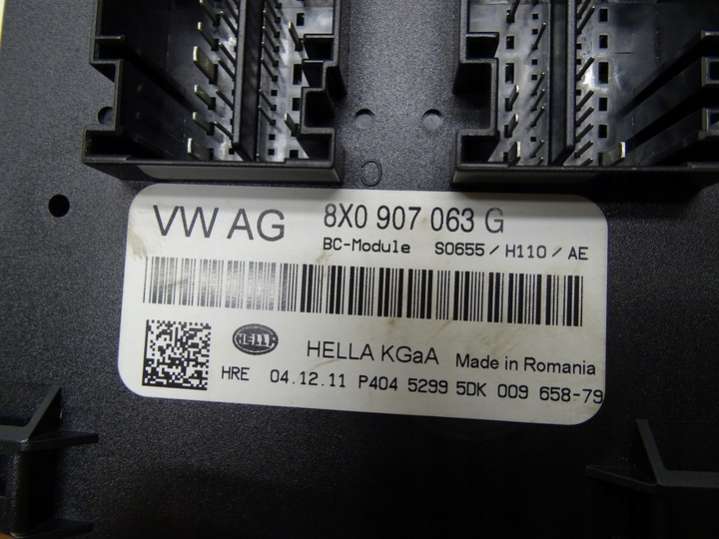 VW AG 8X0 907 063 G
BC-Module S0655 / H110 / AE
HELLA
HELLA KGaA Made in Romania
HRE 04.12.11 P404 5299 5DK 009 658-79